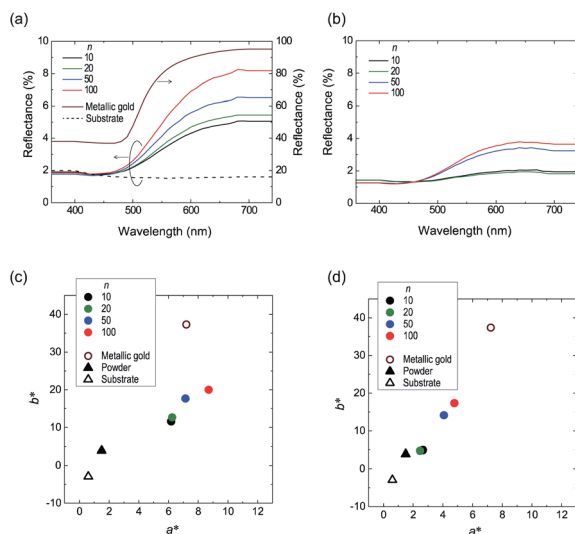 (a)
n
10
20
50
100
Metallic gold
Substrate
Reflectance (%)
10
8
6
4
2
0
100
80
60
40
20
0
Reflectance (%)
400 500 600 700
Wavelength (nm)
(b)
n
10
20
50
100
Reflectance (%)
10
8
6
4
2
0
400 500 600 700
Wavelength (nm)
(c)
n
10
20
50
100
Metallic gold
Powder
Substrate
b*
40
30
20
10
0
-10
0 2 4 6 8 10 12
a*
(d)
n
10
20
50
100
Metallic gold
Powder
Substrate
b*
40
30
20
10
0
-10
0 2 4 6 8 10 12
a*